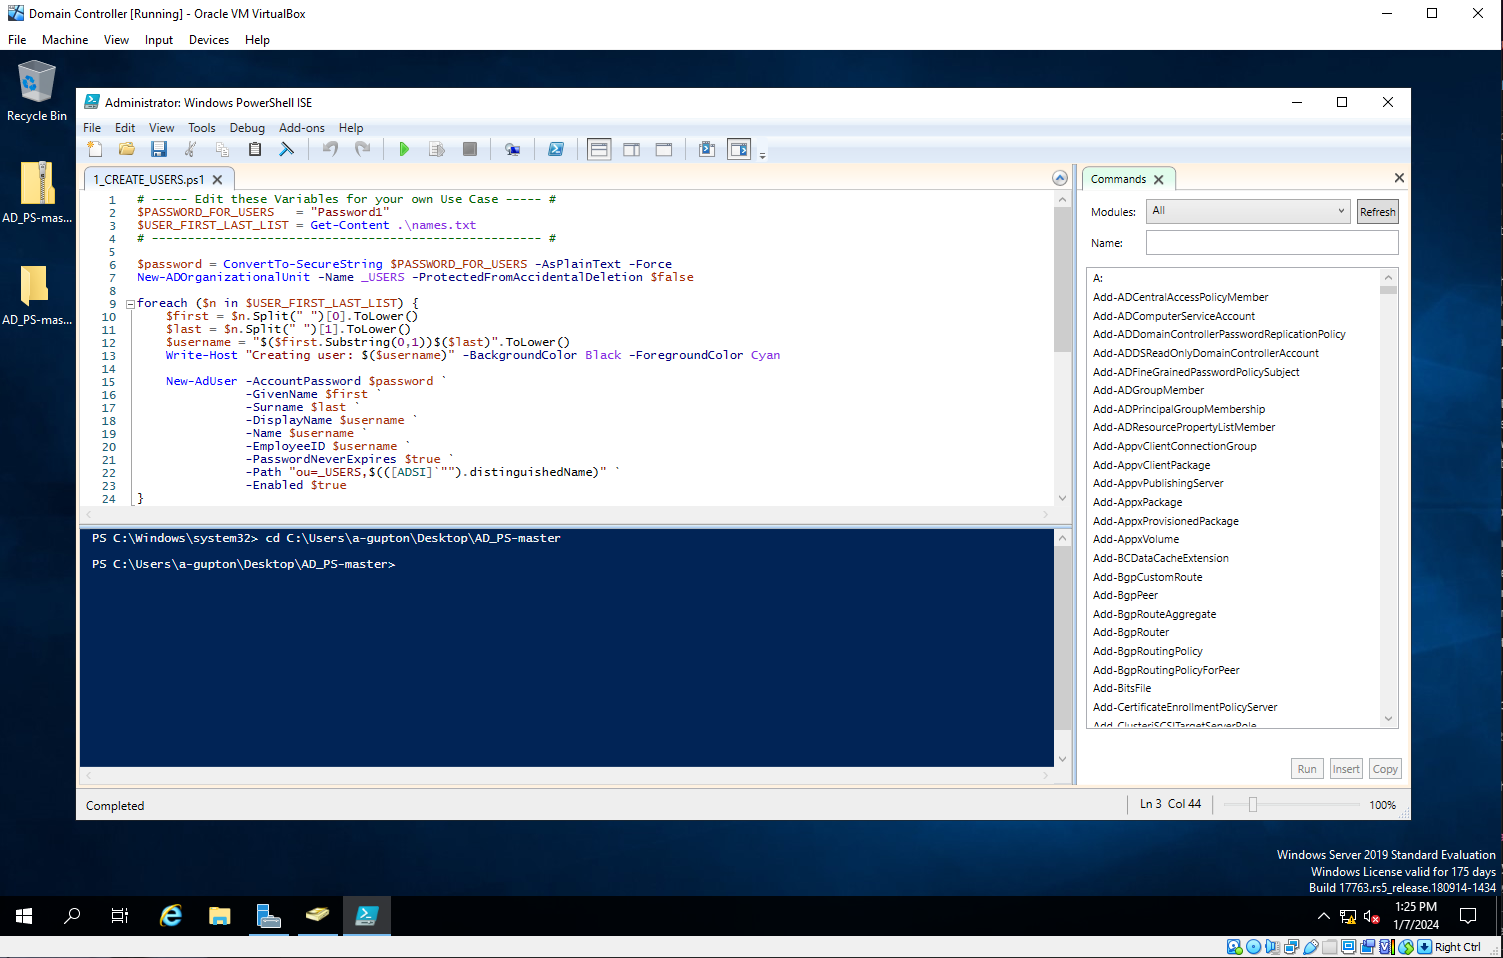 Domain Controller [Running] - Oracle VM VirtualBox
File Machine View Input Devices Help
Recycle Bin
AD_PS-mas...
AD_PS-mas...
Administrator: Windows PowerShell ISE
File Edit View Tools Debug Add-ons Help
1_CREATE_USERS.ps1
1 # ----- Edit these Variables for your own Use Case ----- #
2 $PASSWORD_FOR_USERS   = "Password1"
3 $USER_FIRST_LAST_LIST = Get-Content .\names.txt
4 # ------------------------------------------------------ #
5
6 $password = ConvertTo-SecureString $PASSWORD_FOR_USERS -AsPlainText -Force
7 New-ADOrganizationalUnit -Name _USERS -ProtectedFromAccidentalDeletion $false
8
9 foreach ($n in $USER_FIRST_LAST_LIST) {
10     $first = $n.Split(" ")[0].ToLower()
11     $last = $n.Split(" ")[1].ToLower()
12     $username = "$($first.Substring(0,1))$($last)".ToLower()
13     Write-Host "Creating user: $($username)" -BackgroundColor Black -ForegroundColor Cyan
14
15     New-AdUser -AccountPassword $password `
16                -GivenName $first `
17                -Surname $last `
18                -DisplayName $username `
19                -Name $username `
20                -EmployeeID $username `
21                -PasswordNeverExpires $true `
22                -Path "ou=_USERS,$(([ADSI]`"").distinguishedName)" `
23                -Enabled $true
24 }
PS C:\Windows\system32> cd C:\Users\a-gupton\Desktop\AD_PS-master
PS C:\Users\a-gupton\Desktop\AD_PS-master>
Completed
Ln 3 Col 44
100%
Commands
Modules: All Refresh
Name:
A:
Add-ADCentralAccessPolicyMember
Add-ADComputerServiceAccount
Add-ADDomainControllerPasswordReplicationPolicy
Add-ADDSReadOnlyDomainControllerAccount
Add-ADFineGrainedPasswordPolicySubject
Add-ADGroupMember
Add-ADPrincipalGroupMembership
Add-ADResourcePropertyListMember
Add-AppvClientConnectionGroup
Add-AppvClientPackage
Add-AppvPublishingServer
Add-AppxPackage
Add-AppxProvisionedPackage
Add-AppxVolume
Add-BCDataCacheExtension
Add-BgpCustomRoute
Add-BgpPeer
Add-BgpRouteAggregate
Add-BgpRouter
Add-BgpRoutingPolicy
Add-BgpRoutingPolicyForPeer
Add-BitsFile
Add-CertificateEnrollmentPolicyServer
Add-ClusteriSCSITargetServerRole
Run Insert Copy
Windows Server 2019 Standard Evaluation
Windows License valid for 175 days
Build 17763.rs5_release.180914-1434
1:25 PM
1/7/2024
Right Ctrl